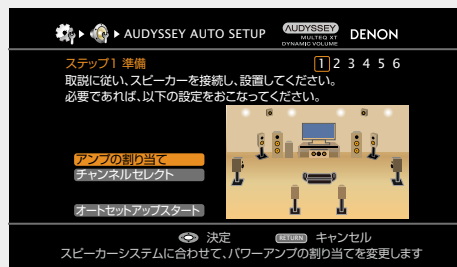 AUDYSSEY AUTO SETUP
AUDYSSEY
MULTEQ XT
DYNAMIC VOLUME
DENON
ステップ1 準備
1 2 3 4 5 6
取説に従い、スピーカーを接続し、設置してください。
必要であれば、以下の設定をおこなってください。
アンプの割り当て
チャンネルセレクト
オートセットアップスタート
決定
RETURN キャンセル
スピーカーシステムに合わせて、パワーアンプの割り当てを変更します